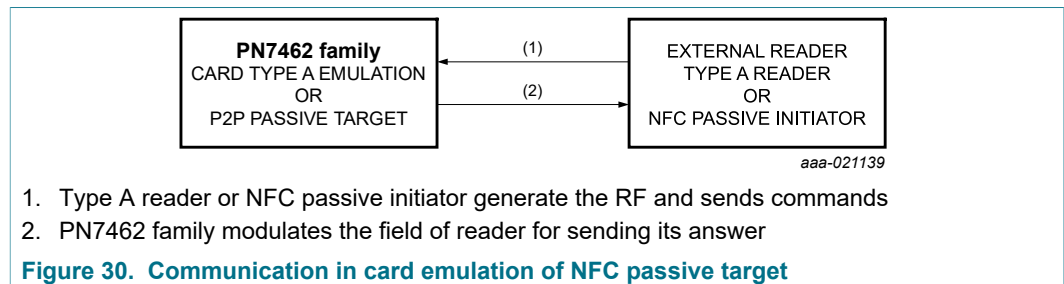 PN7462 family
CARD TYPE A EMULATION
OR
P2P PASSIVE TARGET
(1)
(2)
EXTERNAL READER
TYPE A READER
OR
NFC PASSIVE INITIATOR
aaa-021139
1. Type A reader or NFC passive initiator generate the RF and sends commands
2. PN7462 family modulates the field of reader for sending its answer
Figure 30. Communication in card emulation of NFC passive target